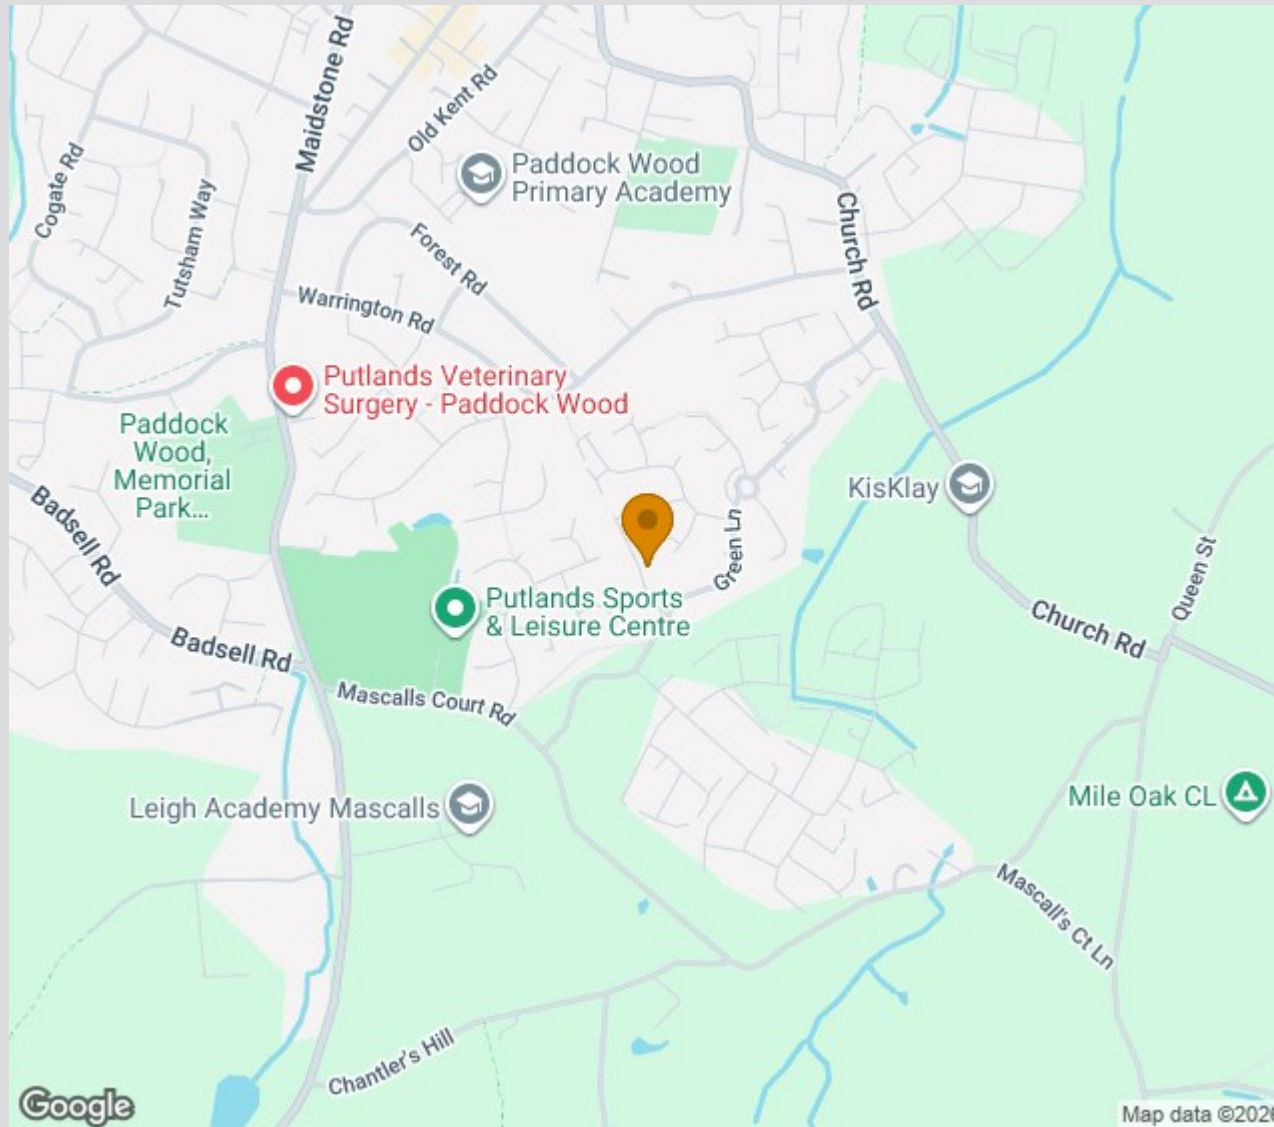 Maidstone Rd
Old Kent Rd
Cogate Rd
Tutsham Way
Paddock Wood
Primary Academy
Church Rd
Forest Rd
Warrington Rd
Putlands Veterinary
Surgery - Paddock Wood
Paddock
Wood,
Memorial
Park...
KisKlay
Badsell Rd
Green Ln
Queen St
Putlands Sports
& Leisure Centre
Church Rd
Badsell Rd
Mascalls Court Rd
Leigh Academy Mascalls
Mile Oak CL
Mascall's Ct Ln
Chantler's Hill
Google
Map data ©2026